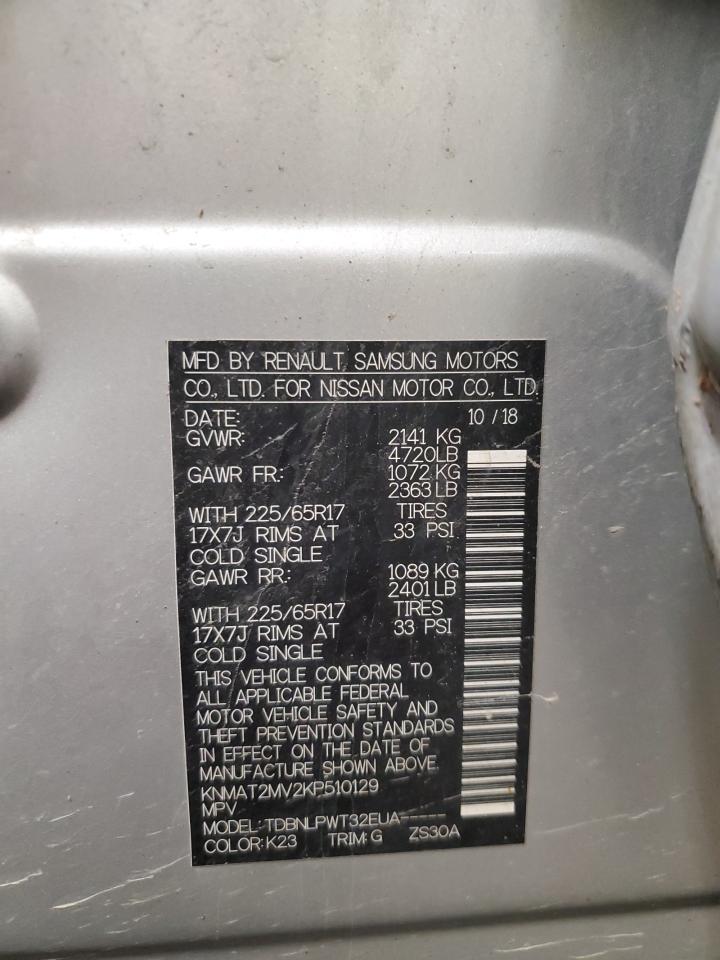 MFD BY RENAULT SAMSUNG MOTORS
CO., LTD. FOR NISSAN MOTOR CO., LTD.
DATE: 10 / 18
GVWR: 2141 KG
4720LB
GAWR FR.: 1072 KG
2363 LB
WITH 225/65R17 TIRES
17X7J RIMS AT 33 PSI
COLD SINGLE
GAWR RR.: 1089 KG
2401 LB
WITH 225/65R17 TIRES
17X7J RIMS AT 33 PSI
COLD SINGLE
THIS VEHICLE CONFORMS TO
ALL APPLICABLE FEDERAL
MOTOR VEHICLE SAFETY AND
THEFT PREVENTION STANDARDS
IN EFFECT ON THE DATE OF
MANUFACTURE SHOWN ABOVE.
KNMAT2MV2KP510129
MPV
MODEL: TDBNLPWT32EUA-----
COLOR:K23 TRIM: G ZS30A